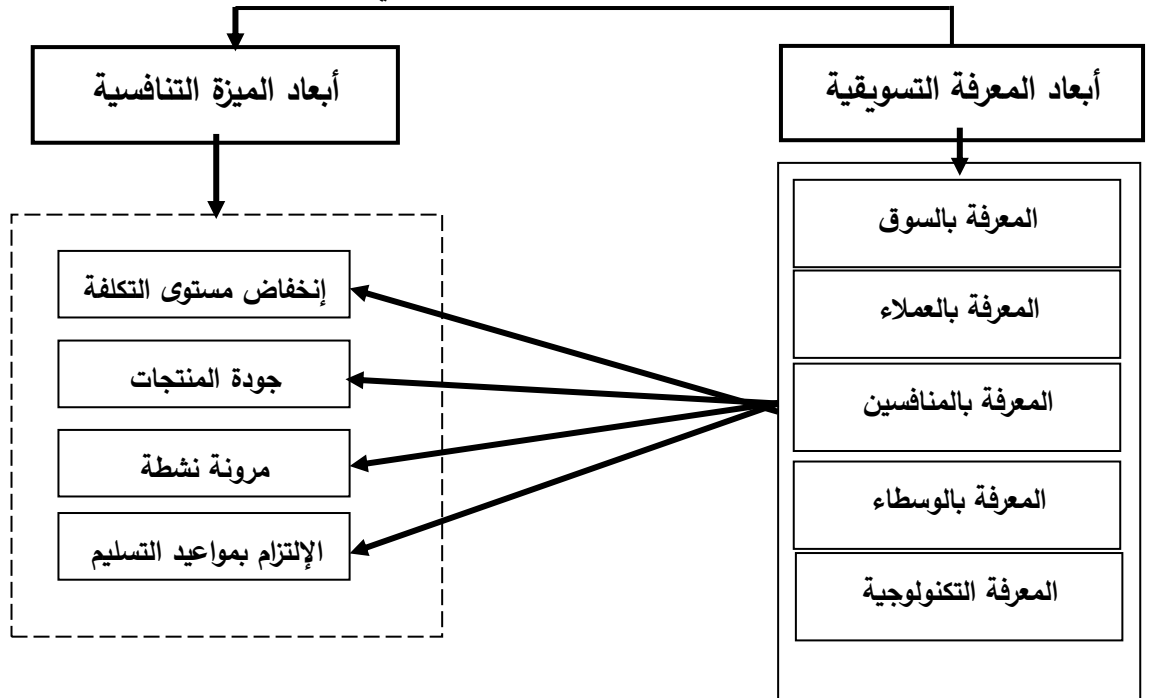 أبعاد المعرفة التسويقية
أبعاد الميزة التنافسية
المعرفة بالسوق
المعرفة بالعملاء
المعرفة بالمنافسين
المعرفة بالوسطاء
المعرفة التكنولوجية
إنخفاض مستوى التكلفة
جودة المنتجات
مرونة نشطة
الإلتزام بمواعيد التسليم